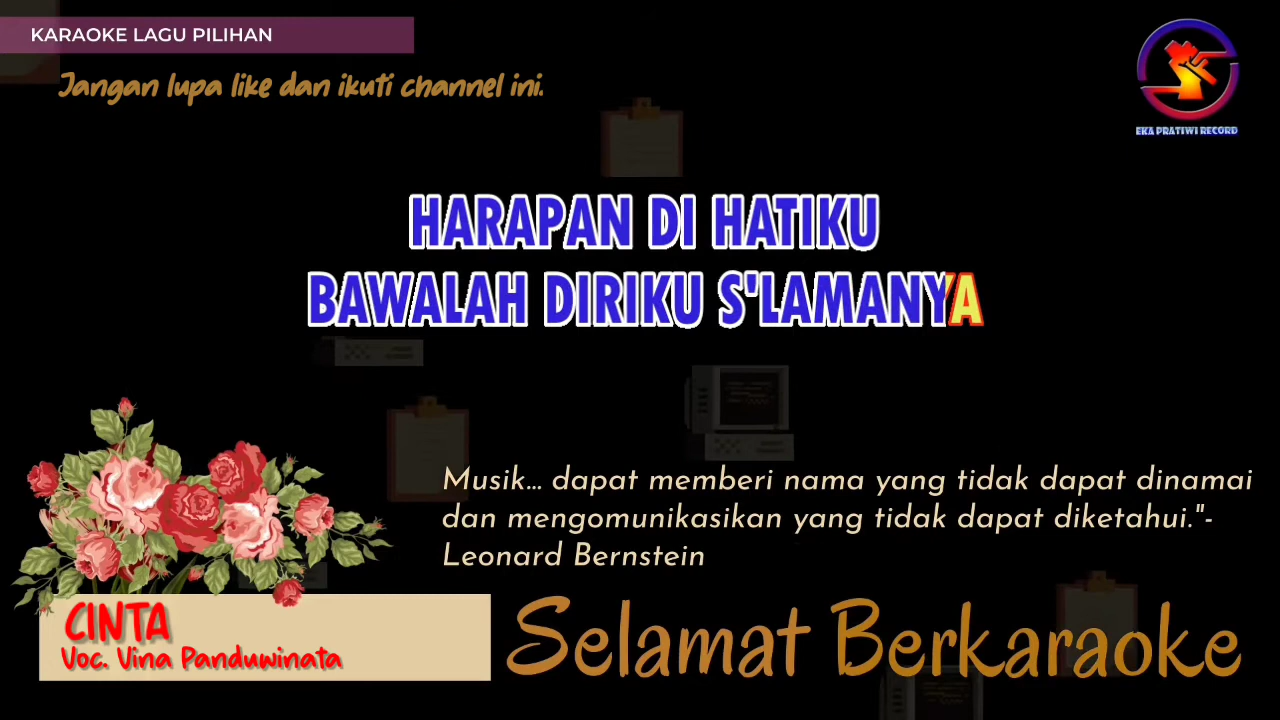 KARAOKE LAGU PILIHAN
Jangan lupa like dan ikuti channel ini.
EKA PRATIWI RECORD
HARAPAN DI HATIKU
BAWALAH DIRIKU S'LAMANYA
Musik... dapat memberi nama yang tidak dapat dinamai
dan mengomunikasikan yang tidak dapat diketahui."-
Leonard Bernstein
CINTA
Voc. Vina Panduwinata
Selamat Berkaraoke